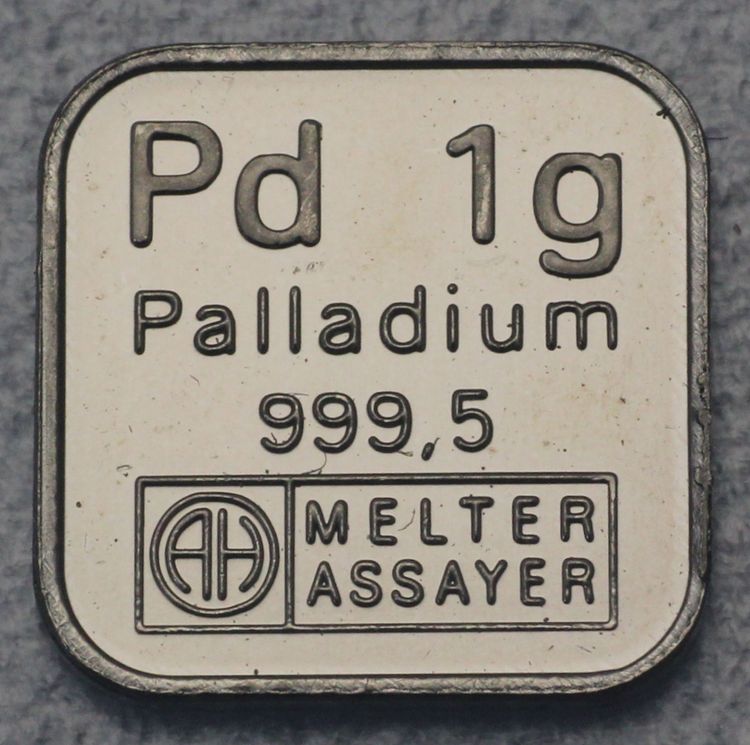 Pd 1g
Palladium
999,5
AH MELTER
ASSAYER